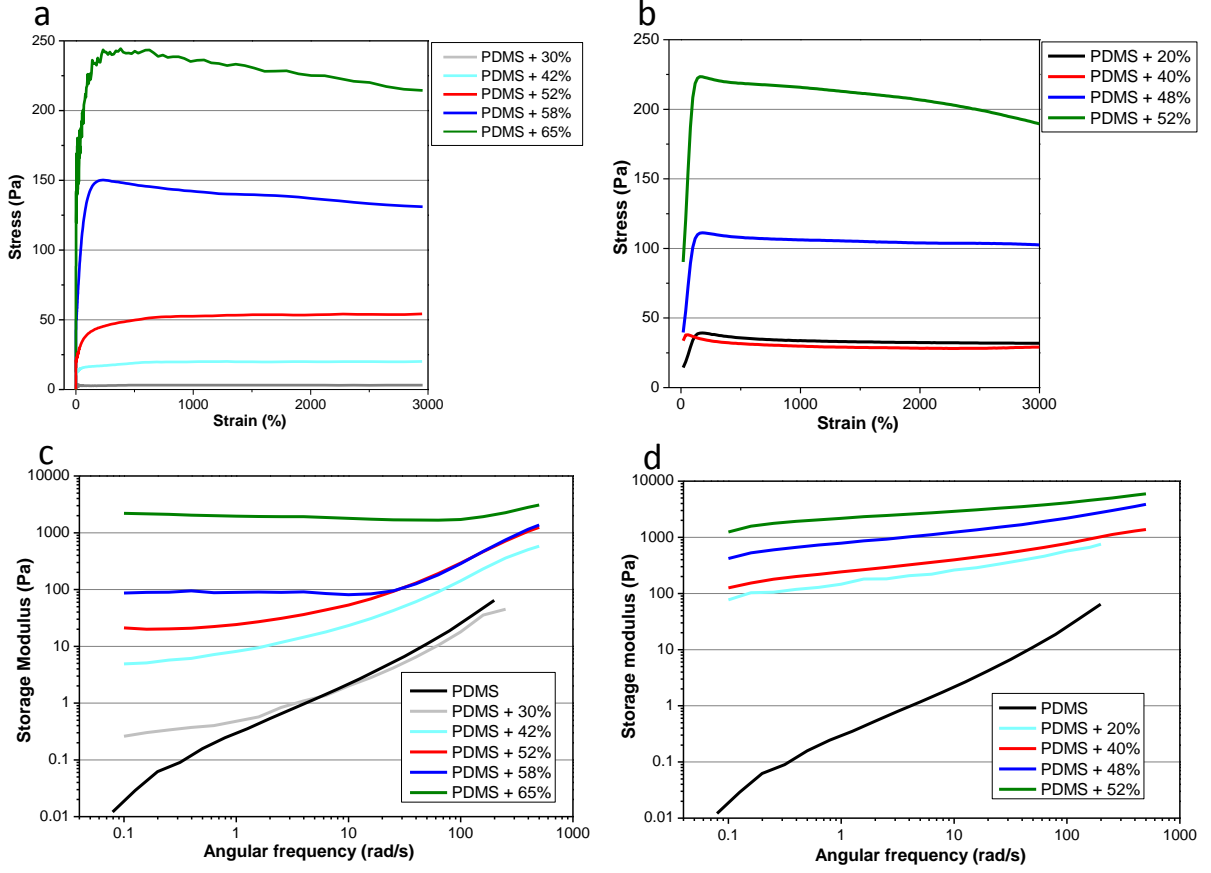 a
250
200
150
100
50
0
0
1000
2000
3000
Stress (Pa)
Strain (%)
PDMS + 30%
PDMS + 42%
PDMS + 52%
PDMS + 58%
PDMS + 65%
b
250
200
150
100
50
0
0
1000
2000
3000
Stress (Pa)
Strain (%)
PDMS + 20%
PDMS + 40%
PDMS + 48%
PDMS + 52%
c
10000
1000
100
10
1
0.1
0.01
0.1
1
10
100
1000
Storage Modulus (Pa)
Angular frequency (rad/s)
PDMS
PDMS + 30%
PDMS + 42%
PDMS + 52%
PDMS + 58%
PDMS + 65%
d
10000
1000
100
10
1
0.1
0.01
0.1
1
10
100
1000
Storage modulus (Pa)
Angular frequency (rad/s)
PDMS
PDMS + 20%
PDMS + 40%
PDMS + 48%
PDMS + 52%